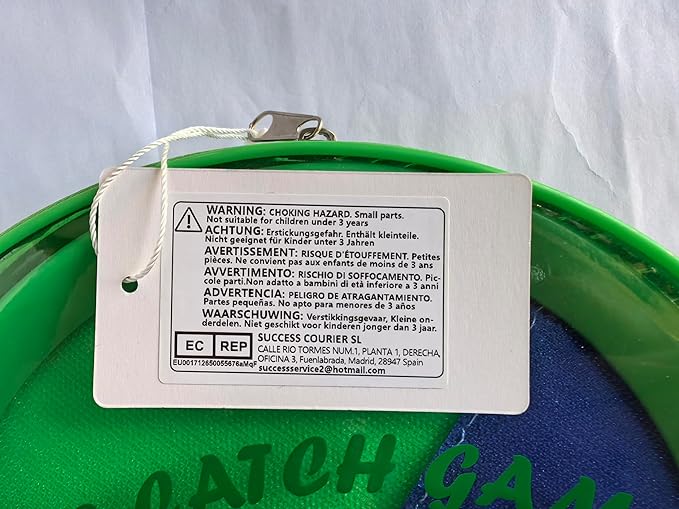 WARNING: CHOKING HAZARD. Small parts.
Not suitable for children under 3 years
ACHTUNG: Erstickungsgefahr. Enthält kleinteile.
Nicht geeignet für Kinder unter 3 Jahren
AVERTISSEMENT: RISQUE D'ÉTOUFFEMENT. Petites
pièces. Ne convient pas aux enfants de moins de 3 ans
AVVERTIMENTO: RISCHIO DI SOFFOCAMENTO. Pic-
cole parti.Non adatto a bambini di età inferiore a 3 anni
ADVERTENCIA: PELIGRO DE ATRAGANTAMIENTO.
Partes pequeñas. No apto para menores de 3 años
WAARSCHUWING: Verstikkingsgevaar, Kleine on-
derdelen. Niet geschikt voor kinderen jonger dan 3 jaar.
EC REP
SUCCESS COURIER SL
CALLE RIO TORMES NUM.1, PLANTA 1, DERECHA,
OFICINA 3, Fuenlabrada, Madrid, 28947 Spain
EU001712650055676aMqF
successservice2@hotmail.com
CATCH GAM